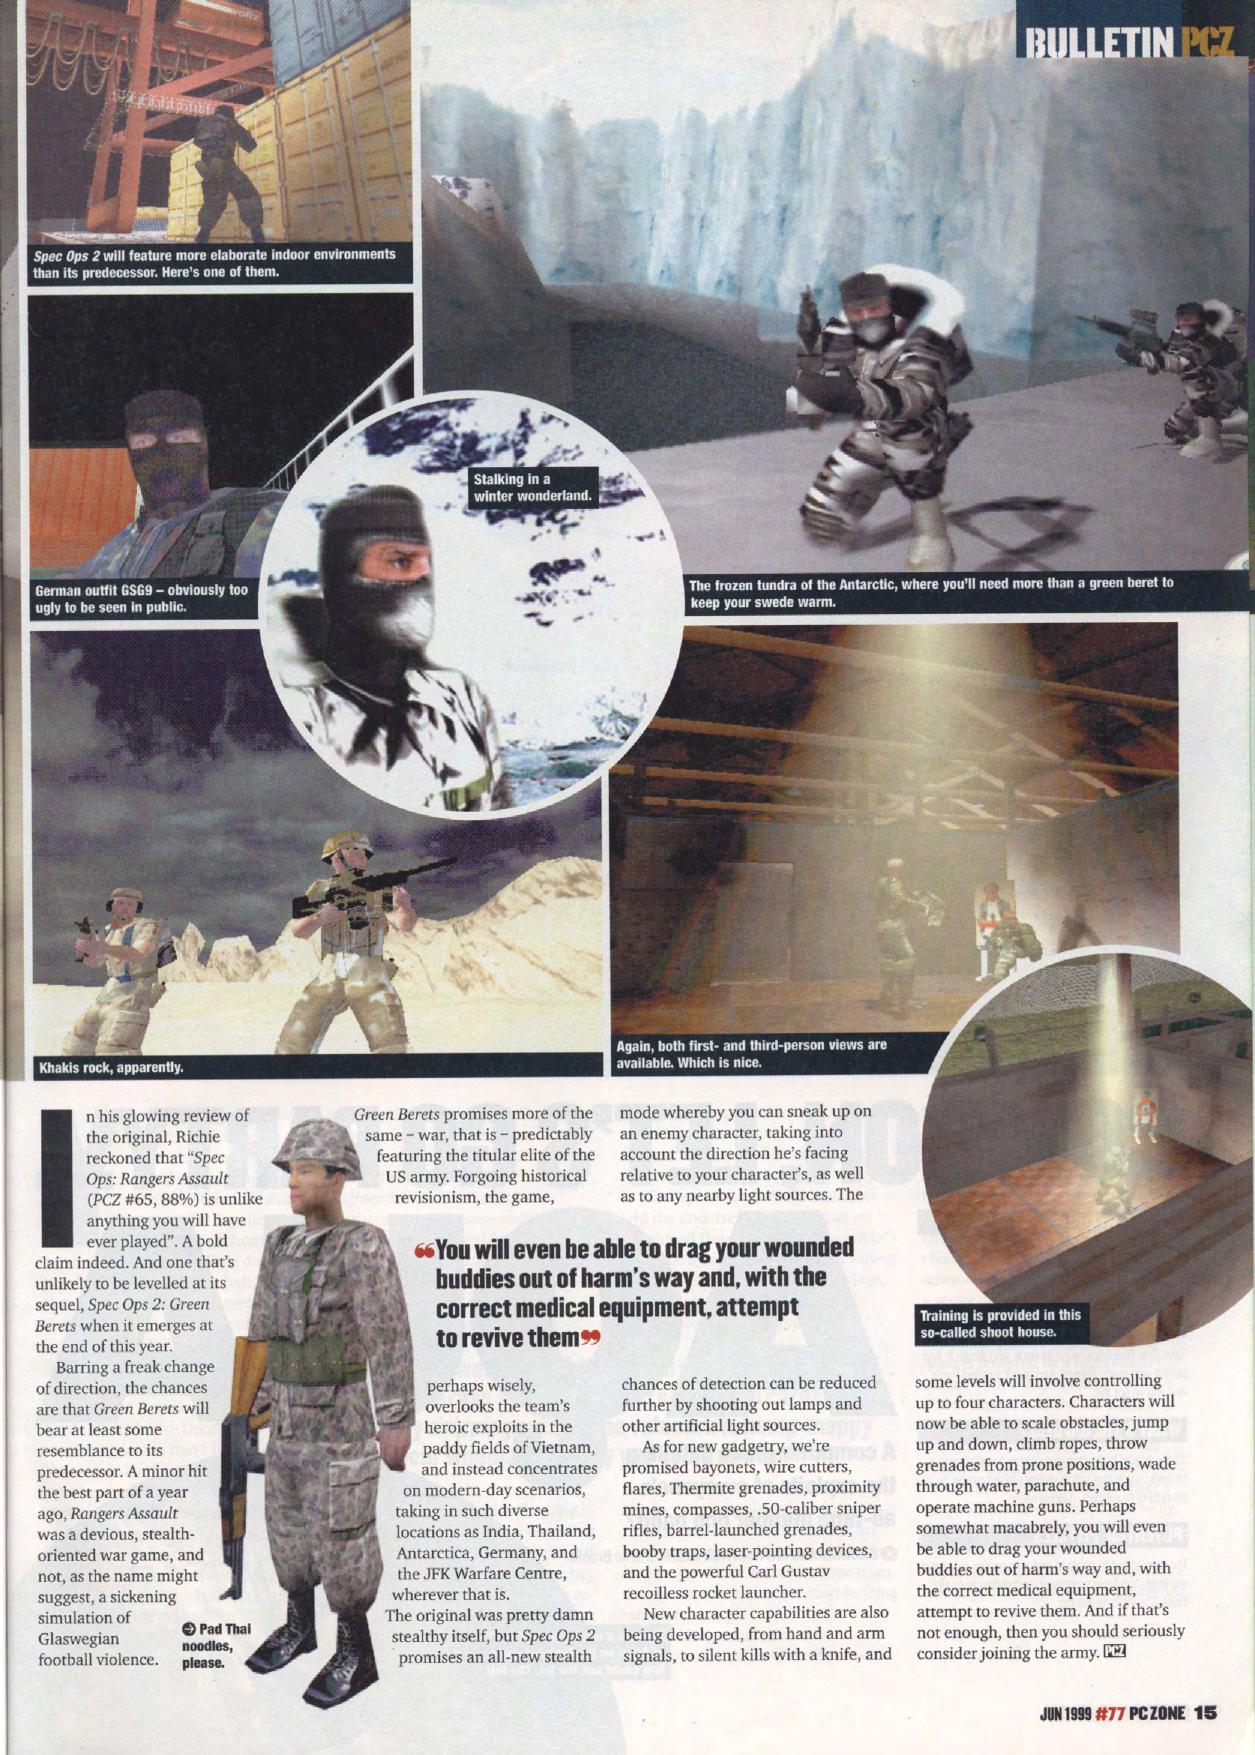 BULLETIN PCZ
Spec Ops 2 will feature more elaborate indoor environments
than its predecessor. Here's one of them.
German outfit GSG9 – obviously too
ugly to be seen in public.
Stalking in a
winter wonderland.
The frozen tundra of the Antarctic, where you'll need more than a green beret to
keep your swede warm.
Khakis rock, apparently.
Again, both first- and third-person views are
available. Which is nice.
Training is provided in this
so-called shoot house.
In his glowing review of
the original, Richie
reckoned that “Spec
Ops: Rangers Assault
(PCZ #65, 88%) is unlike
anything you will have
ever played”. A bold
claim indeed. And one that's
unlikely to be levelled at its
sequel, Spec Ops 2: Green
Berets when it emerges at
the end of this year.
Barring a freak change
of direction, the chances
are that Green Berets will
bear at least some
resemblance to its
predecessor. A minor hit
the best part of a year
ago, Rangers Assault
was a devious, stealth-
oriented war game, and
not, as the name might
suggest, a sickening
simulation of
Glaswegian
football violence.
Pad Thai
noodles,
please.
Green Berets promises more of the
same – war, that is – predictably
featuring the titular elite of the
US army. Forgoing historical
revisionism, the game,
“You will even be able to drag your wounded
buddies out of harm's way and, with the
correct medical equipment, attempt
to revive them”
perhaps wisely,
overlooks the team's
heroic exploits in the
paddy fields of Vietnam,
and instead concentrates
on modern-day scenarios,
taking in such diverse
locations as India, Thailand,
Antarctica, Germany, and
the JFK Warfare Centre,
wherever that is.
The original was pretty damn
stealthy itself, but Spec Ops 2
promises an all-new stealth
mode whereby you can sneak up on
an enemy character, taking into
account the direction he's facing
relative to your character's, as well
as to any nearby light sources. The
chances of detection can be reduced
further by shooting out lamps and
other artificial light sources.
As for new gadgetry, we're
promised bayonets, wire cutters,
flares, Thermite grenades, proximity
mines, compasses, .50-caliber sniper
rifles, barrel-launched grenades,
booby traps, laser-pointing devices,
and the powerful Carl Gustav
recoilless rocket launcher.
New character capabilities are also
being developed, from hand and arm
signals, to silent kills with a knife, and
some levels will involve controlling
up to four characters. Characters will
now be able to scale obstacles, jump
up and down, climb ropes, throw
grenades from prone positions, wade
through water, parachute, and
operate machine guns. Perhaps
somewhat macabrely, you will even
be able to drag your wounded
buddies out of harm's way and, with
the correct medical equipment,
attempt to revive them. And if that's
not enough, then you should seriously
consider joining the army. PCZ
JUN 1999 #77 PC ZONE 15